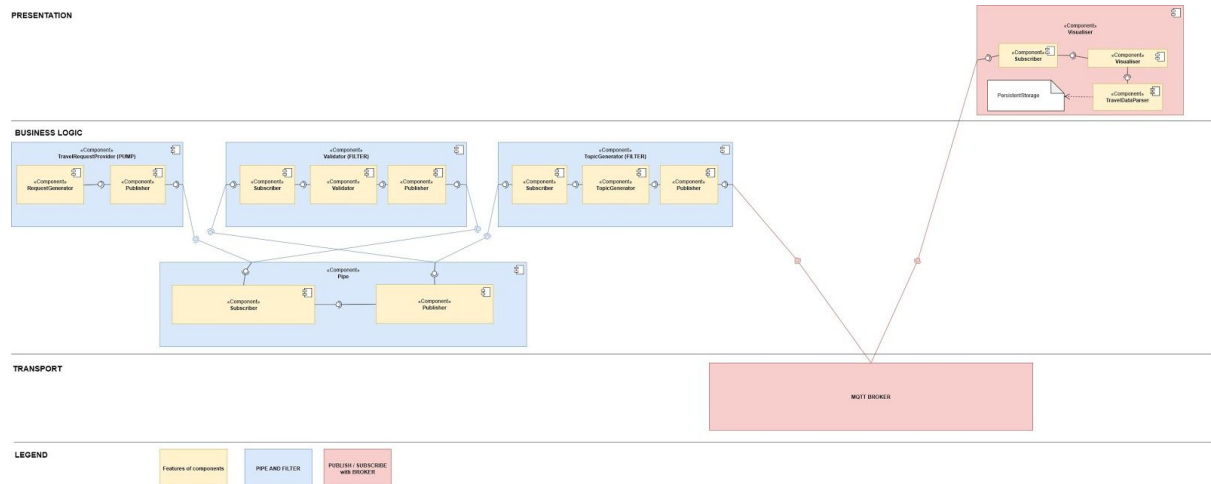 PRESENTATION
«Component»
Visualiser
«Component»
Subscriber
«Component»
Visualiser
PersistentStorage
«Component»
TravelDataParser
BUSINESS LOGIC
«Component»
TravelRequestProvider (PUMP)
«Component»
RequestGenerator
«Component»
Publisher
«Component»
Validator (FILTER)
«Component»
Subscriber
«Component»
Validator
«Component»
Publisher
«Component»
TopicGenerator (FILTER)
«Component»
Subscriber
«Component»
TopicGenerator
«Component»
Publisher
«Component»
Pipe
«Component»
Subscriber
«Component»
Publisher
TRANSPORT
MQTT BROKER
LEGEND
Features of components
PIPE AND FILTER
PUBLISH / SUBSCRIBE
with BROKER